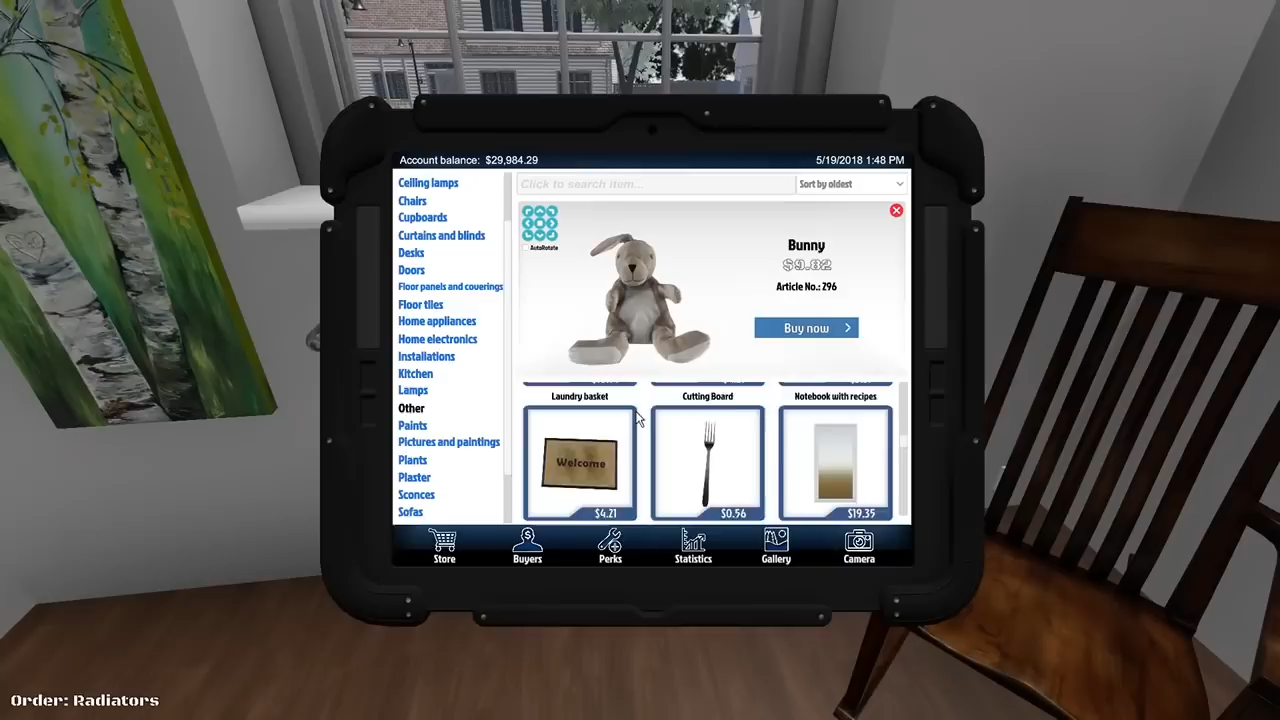 Account balance: $29,984.29
5/19/2018 1:48 PM
Ceiling lamps
Chairs
Cupboards
Curtains and blinds
Desks
Doors
Floor panels and coverings
Floor tiles
Home appliances
Home electronics
Installations
Kitchen
Lamps
Other
Paints
Pictures and paintings
Plants
Plaster
Sconces
Sofas
Click to search item...
Sort by oldest
AutoRotate
Bunny
$9.82
Article No.: 296
Buy now
Laundry basket
Cutting Board
Notebook with recipes
Welcome
$4.21
$0.56
$19.35
Store
Buyers
Perks
Statistics
Gallery
Camera
Order: Radiators